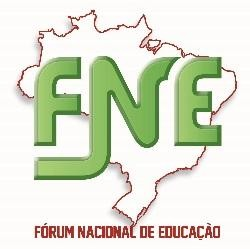 FNE
FÓRUM NACIONAL DE EDUCAÇÃO